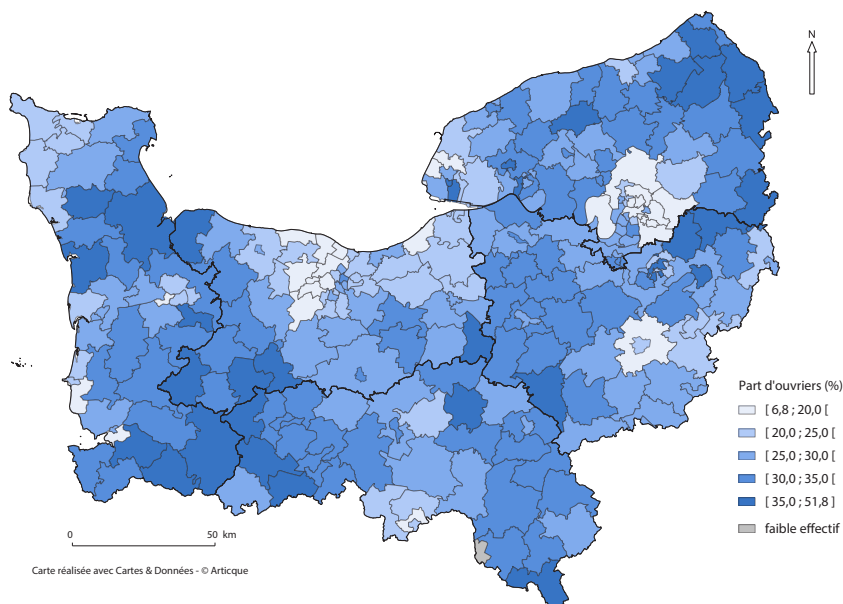 N
Part d'ouvriers (%)
[ 6,8 ; 20,0 [
[ 20,0 ; 25,0 [
[ 25,0 ; 30,0 [
[ 30,0 ; 35,0 [
[ 35,0 ; 51,8 ]
faible effectif
0 50 km
Carte réalisée avec Cartes & Données - © Articque